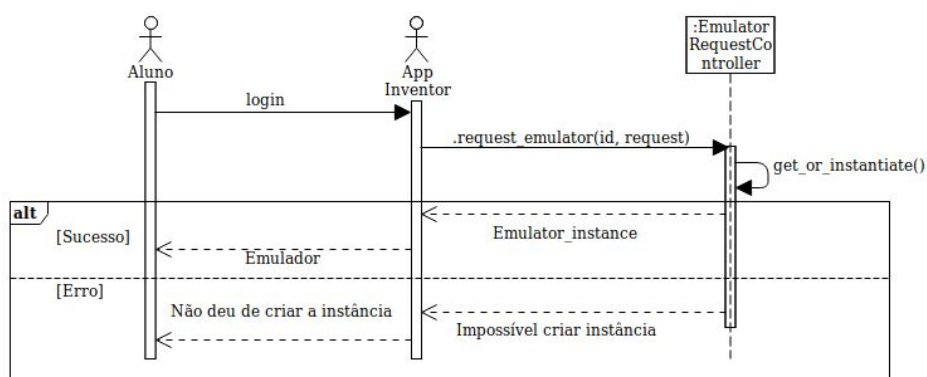 Aluno
App
Inventor
:Emulator
RequestCo
ntroller
login
.request_emulator(id, request)
get_or_instantiate()
alt
[Sucesso]
Emulator_instance
Emulador
[Erro]
Não deu de criar a instância
Impossível criar instância